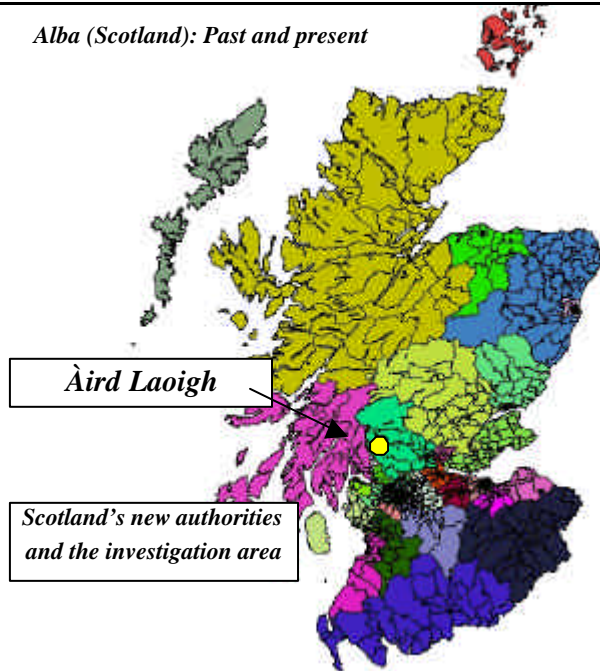 Alba (Scotland): Past and present
Àird Laoigh
Scotland's new authorities
and the investigation area